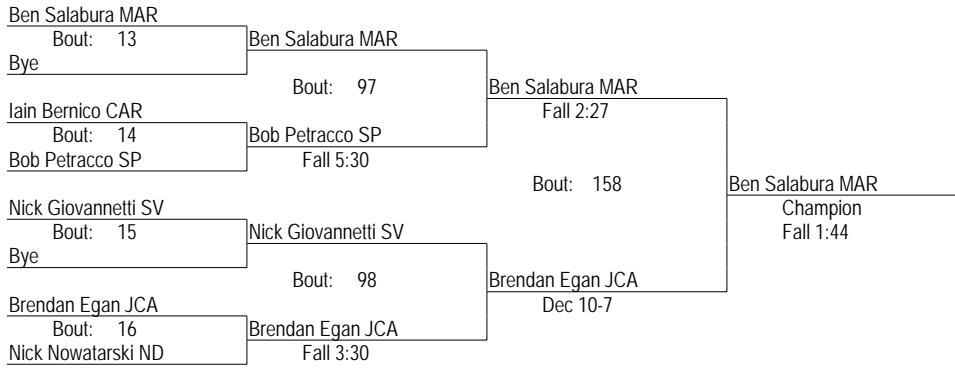 Ben Salabura MAR
Bout: 13
Bye
Ben Salabura MAR
Bout: 97
Iain Bernico CAR
Bout: 14
Bob Petracco SP
Bob Petracco SP
Fall 5:30
Ben Salabura MAR
Fall 2:27
Bout: 158
Nick Giovannetti SV
Bout: 15
Bye
Nick Giovannetti SV
Bout: 98
Brendan Egan JCA
Bout: 16
Nick Nowatarski ND
Brendan Egan JCA
Fall 3:30
Brendan Egan JCA
Dec 10-7
Ben Salabura MAR
Champion
Fall 1:44